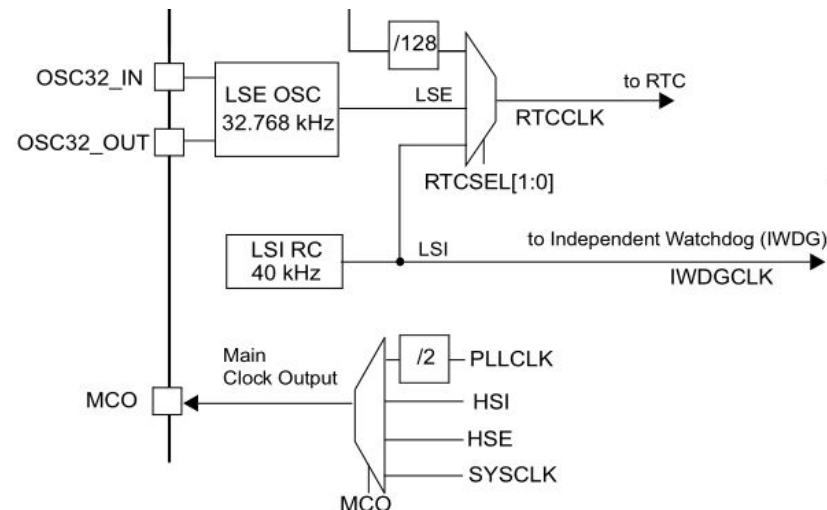 /128
OSC32_IN
LSE OSC
32.768 kHz
LSE
to RTC
RTCCLK
OSC32_OUT
RTCSEL[1:0]
LSI RC
40 kHz
LSI
to Independent Watchdog (IWDG)
IWDGCLK
Main
Clock Output
/2
PLLCLK
MCO
HSI
HSE
SYSCLK
MCO